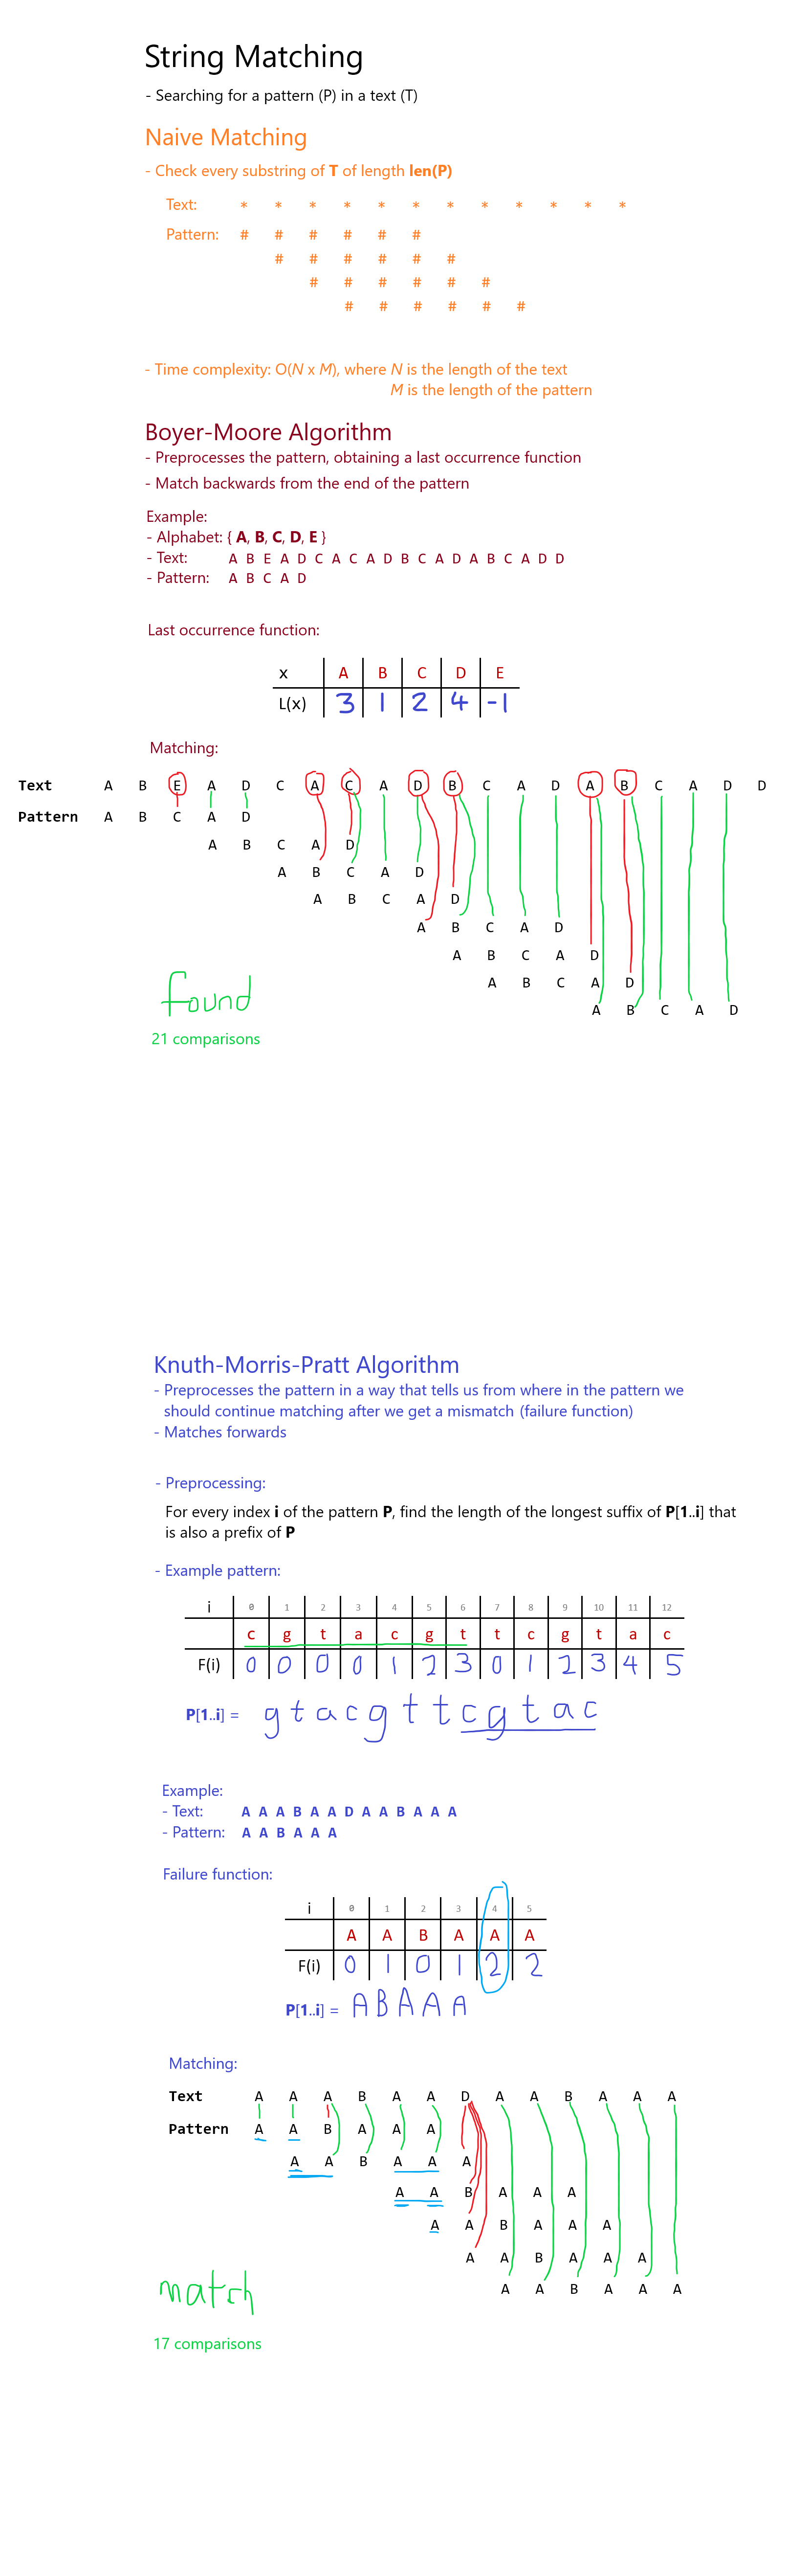 String Matching
- Searching for a pattern (P) in a text (T)
Naive Matching
- Check every substring of T of length len(P)
Text: * * * * * * * * * * * *
Pattern: # # # # # #
# # # # # #
# # # # # #
# # # # # #
- Time complexity: O(N x M), where N is the length of the text
M is the length of the pattern
Boyer-Moore Algorithm
- Preprocesses the pattern, obtaining a last occurrence function
- Match backwards from the end of the pattern
Example:
- Alphabet: { A, B, C, D, E }
- Text: A B E A D C A C A D B C A D A B C A D D
- Pattern: A B C A D
Last occurrence function:
x A B C D E
L(x) 3 1 2 4 -1
Matching:
Text A B E A D C A C A D B C A D A B C A D D
Pattern A B C A D
A B C A D
A B C A D
A B C A D
A B C A D
A B C A D
A B C A D
A B C A D
found
21 comparisons
Knuth-Morris-Pratt Algorithm
- Preprocesses the pattern in a way that tells us from where in the pattern we
should continue matching after we get a mismatch (failure function)
- Matches forwards
- Preprocessing:
For every index i of the pattern P, find the length of the longest suffix of P[1..i] that
is also a prefix of P
- Example pattern:
i 0 1 2 3 4 5 6 7 8 9 10 11 12
c g t a c g t t c g t a c
F(i) 0 0 0 0 1 2 3 0 1 2 3 4 5
P[1..i] = g t a c g t t c g t a c
Example:
- Text: A A A B A A D A A B A A A
- Pattern: A A B A A A
Failure function:
i 0 1 2 3 4 5
A A B A A A
F(i) 0 1 0 1 2 2
P[1..i] = A B A A A
Matching:
Text A A A B A A D A A B A A A
Pattern A A B A A A
A A B A A A
A A B A A A
A A B A A A
A A B A A A
A A B A A A
match
17 comparisons